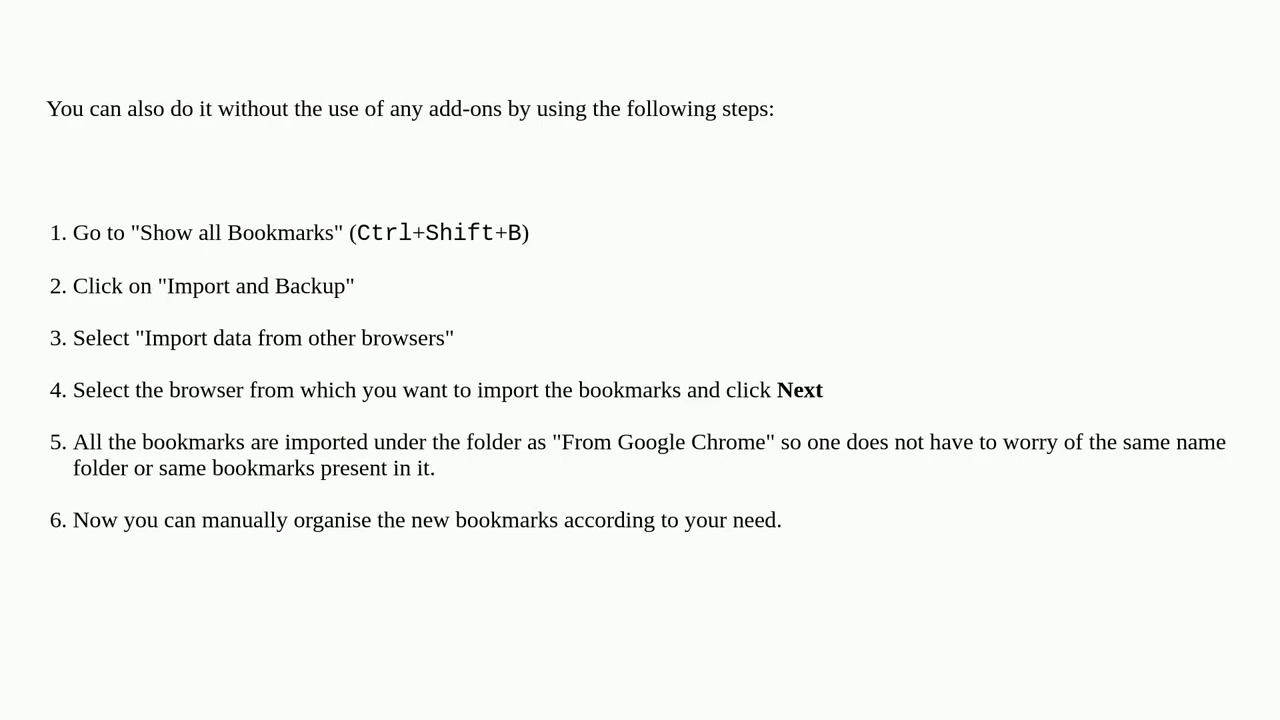 You can also do it without the use of any add-ons by using the following steps:
1. Go to "Show all Bookmarks" (Ctrl+Shift+B)
2. Click on "Import and Backup"
3. Select "Import data from other browsers"
4. Select the browser from which you want to import the bookmarks and click Next
5. All the bookmarks are imported under the folder as "From Google Chrome" so one does not have to worry of the same name
folder or same bookmarks present in it.
6. Now you can manually organise the new bookmarks according to your need.